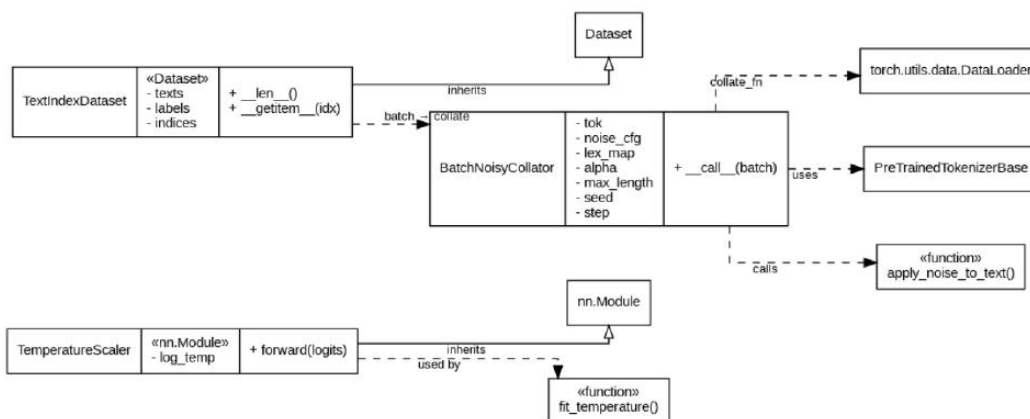 Dataset
TextIndexDataset
«Dataset»
- texts
- labels
- indices
+ __len__()
+ __getitem__(idx)
inherits
batch → collate
BatchNoisyCollator
- tok
- noise_cfg
- lex_map
- alpha
- max_length
- seed
- step
+ __call__(batch)
collate_fn
torch.utils.data.DataLoader
uses
PreTrainedTokenizerBase
calls
«function»
apply_noise_to_text()
nn.Module
TemperatureScaler
«nn.Module»
- log_temp
+ forward(logits)
inherits
used by
«function»
fit_temperature()